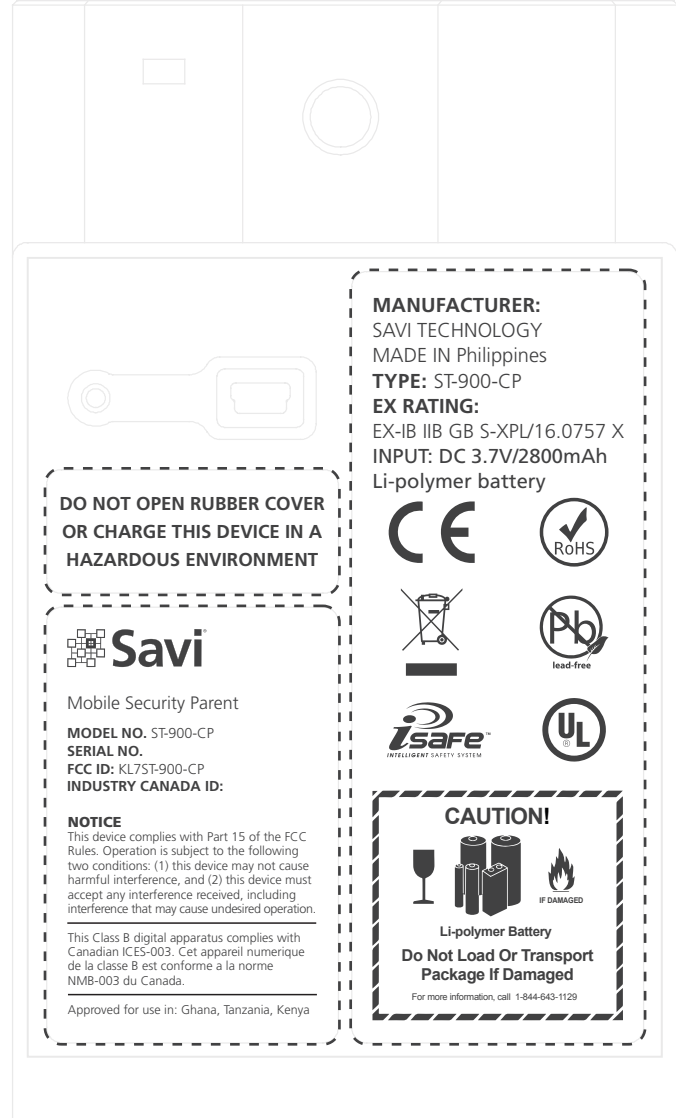 DO NOT OPEN RUBBER COVER
OR CHARGE THIS DEVICE IN A
HAZARDOUS ENVIRONMENT
Savi®
Mobile Security Parent
MODEL NO. ST-900-CP
SERIAL NO.
FCC ID: KL7ST-900-CP
INDUSTRY CANADA ID:
NOTICE
This device complies with Part 15 of the FCC
Rules. Operation is subject to the following
two conditions: (1) this device may not cause
harmful interference, and (2) this device must
accept any interference received, including
interference that may cause undesired operation.
This Class B digital apparatus complies with
Canadian ICES-003. Cet appareil numerique
de la classe B est conforme a la norme
NMB-003 du Canada.
Approved for use in: Ghana, Tanzania, Kenya
MANUFACTURER:
SAVI TECHNOLOGY
MADE IN Philippines
TYPE: ST-900-CP
EX RATING:
EX-IB IIB GB S-XPL/16.0757 X
INPUT: DC 3.7V/2800mAh
Li-polymer battery
CE
RoHS
Pb
lead-free
isafe™
INTELLIGENT SAFETY SYSTEM
UL®
CAUTION!
IF DAMAGED
Li-polymer Battery
Do Not Load Or Transport
Package If Damaged
For more information, call 1-844-643-1129